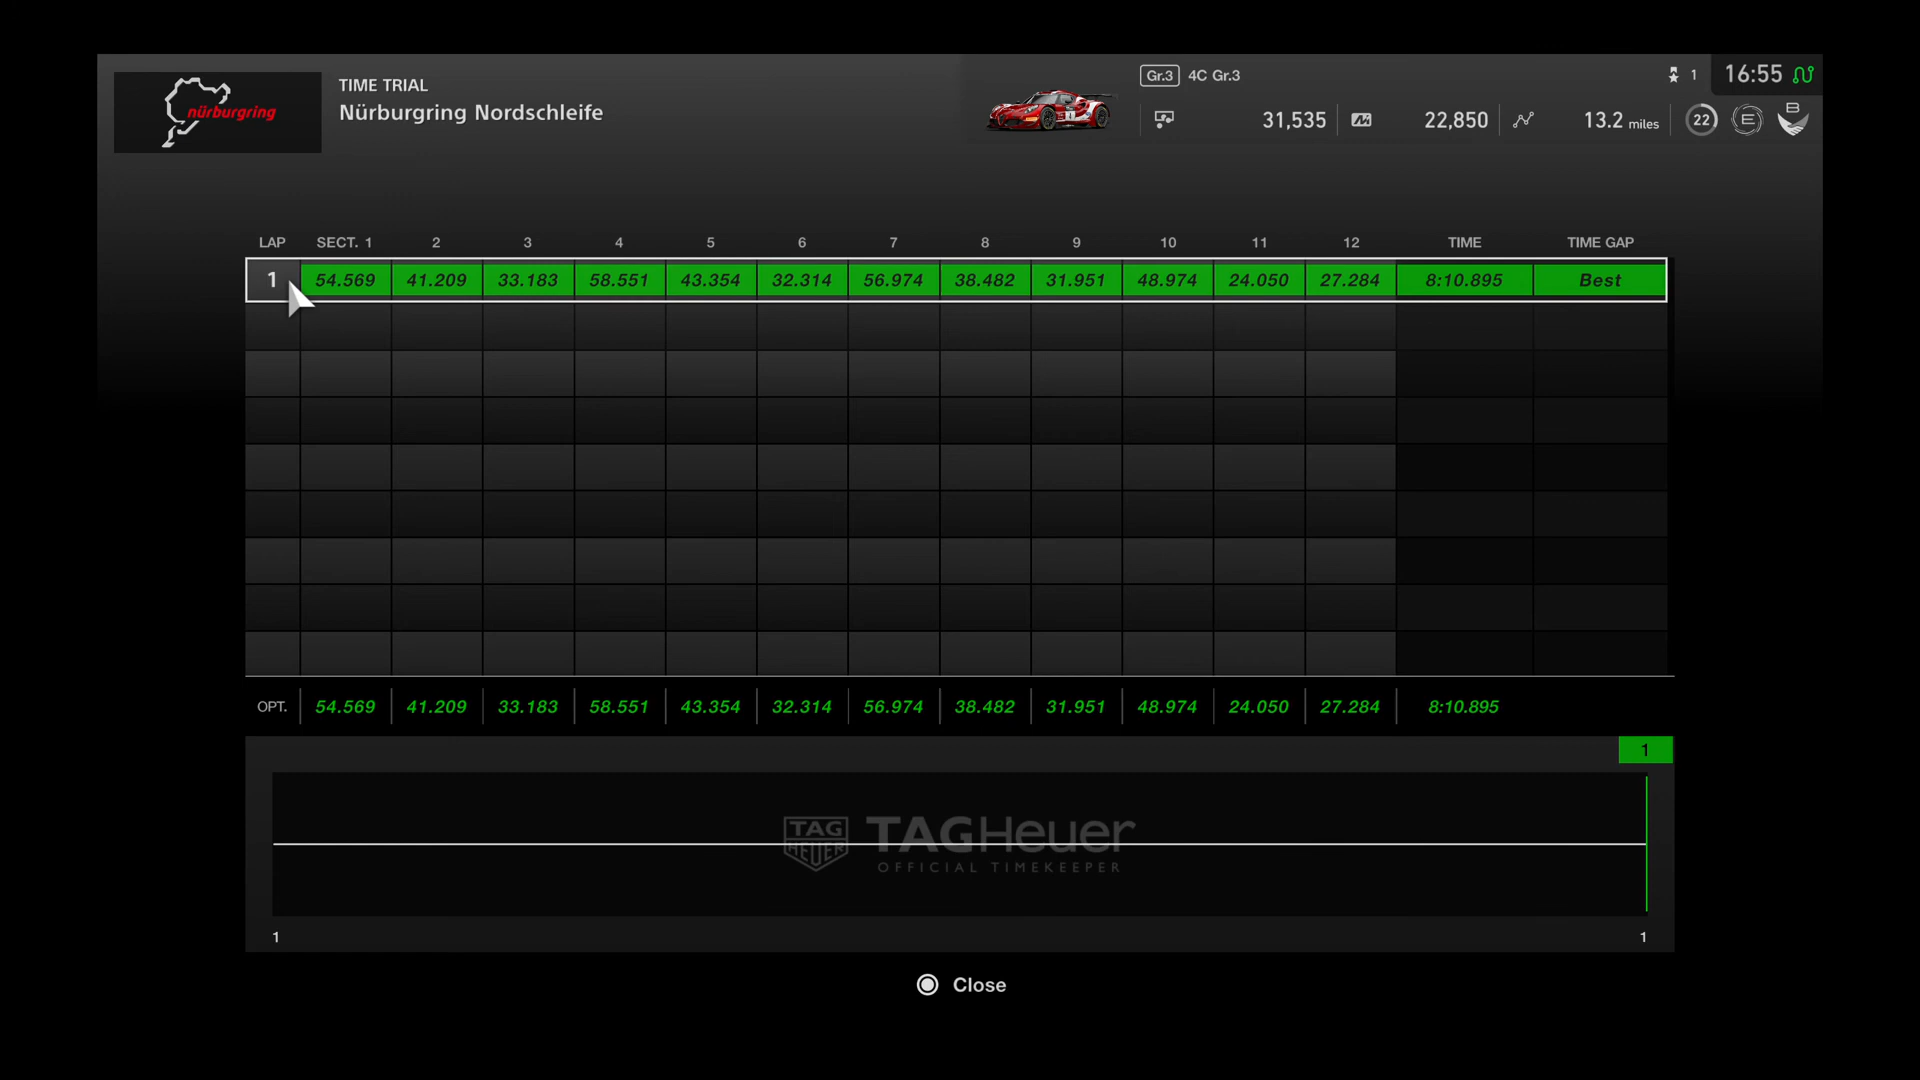 nürburgring
TIME TRIAL
Nürburgring Nordschleife
Gr.3 4C Gr.3
1
16:55
31,535
22,850
13.2 miles
22
E
B
LAP SECT. 1 2 3 4 5 6 7 8 9 10 11 12 TIME TIME GAP
1 54.569 41.209 33.183 58.551 43.354 32.314 56.974 38.482 31.951 48.974 24.050 27.284 8:10.895 Best
OPT. 54.569 41.209 33.183 58.551 43.354 32.314 56.974 38.482 31.951 48.974 24.050 27.284 8:10.895
1
TAG HEUER
TAGHeuer
OFFICIAL TIMEKEEPER
1 1
Close